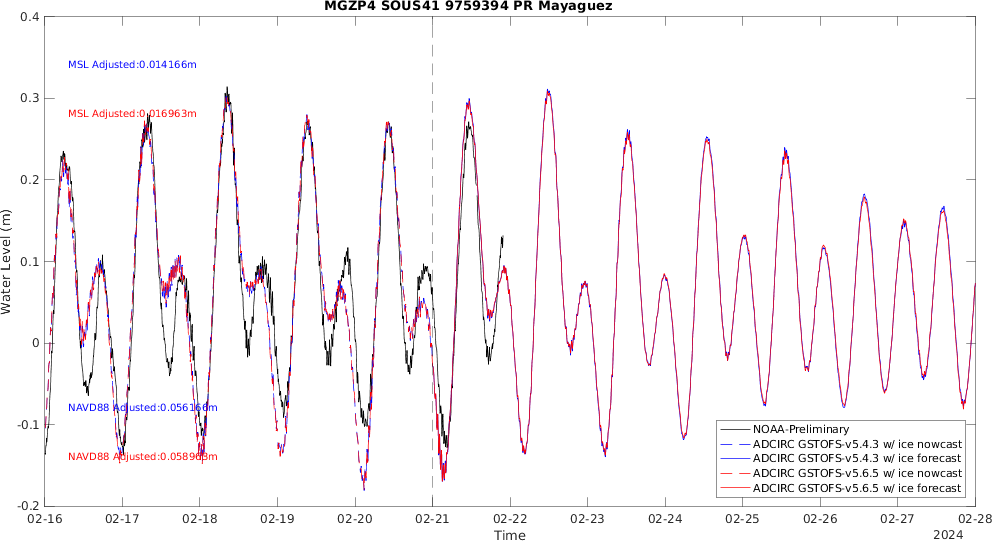 MGZP4 SOUS41 9759394 PR Mayaguez
0.4
MSL Adjusted:0.014166m
0.3
MSL Adjusted:0.016963m
0.2
Water Level (m)
0.1
0
NAVD88 Adjusted:0.056166m
-0.1
NAVD88 Adjusted:0.058963m
-0.2
NOAA-Preliminary
ADCIRC GSTOFS-v5.4.3 w/ ice nowcast
ADCIRC GSTOFS-v5.4.3 w/ ice forecast
ADCIRC GSTOFS-v5.6.5 w/ ice nowcast
ADCIRC GSTOFS-v5.6.5 w/ ice forecast
02-16 02-17 02-18 02-19 02-20 02-21 02-22 02-23 02-24 02-25 02-26 02-27 02-28
Time
2024